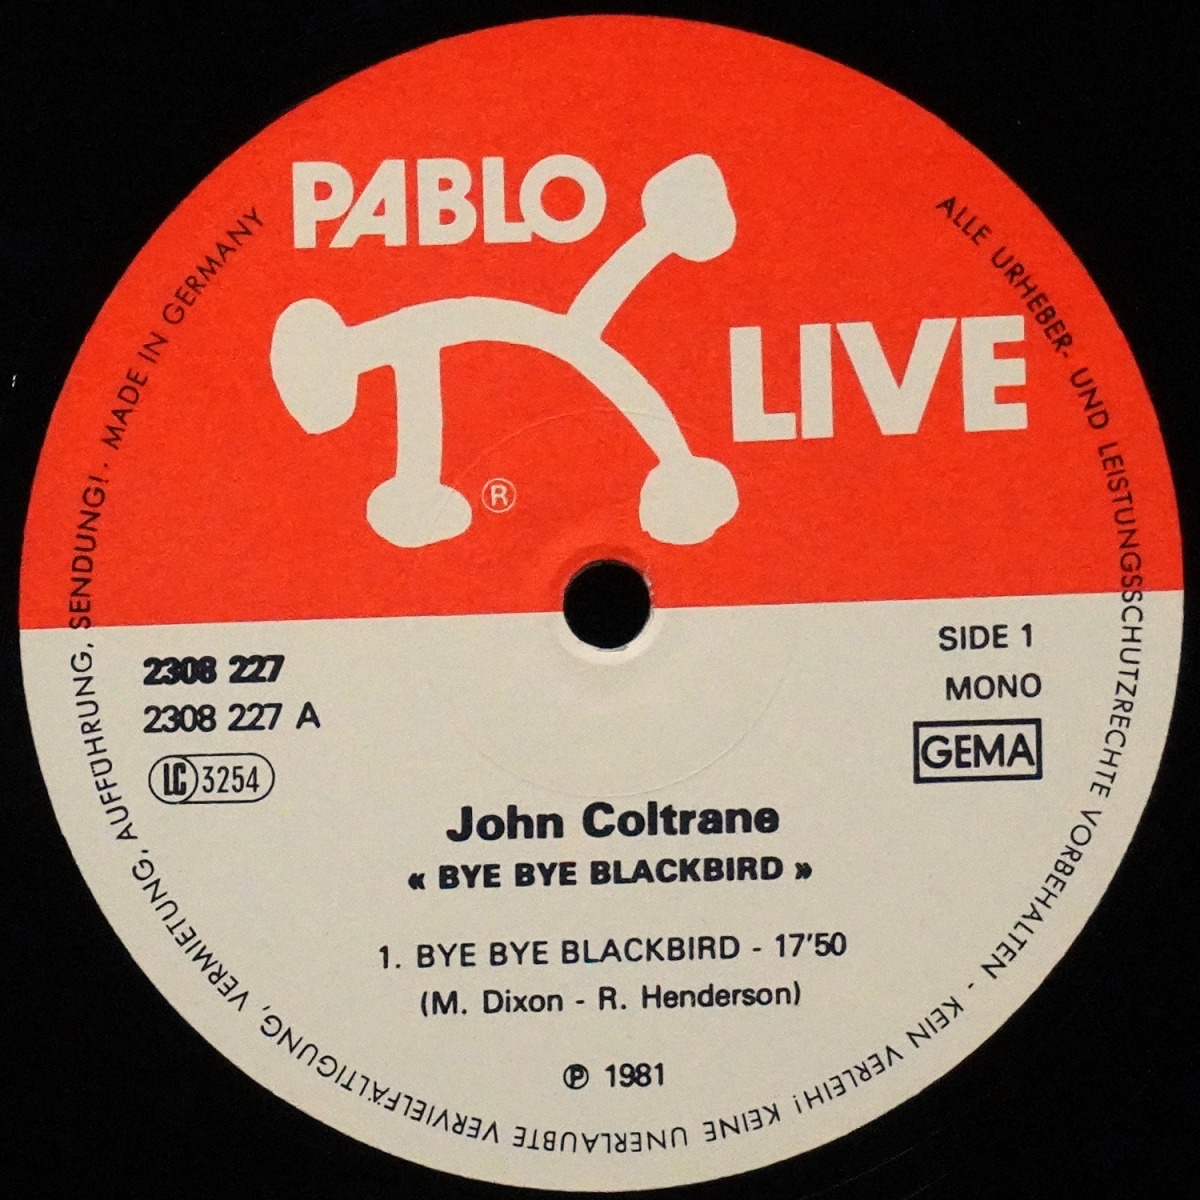 PABLO
LIVE
®
2308 227
2308 227 A
LC 3254
SIDE 1
MONO
GEMA
John Coltrane
« BYE BYE BLACKBIRD »
1. BYE BYE BLACKBIRD - 17'50
(M. Dixon - R. Henderson)
℗ 1981
ALLE URHEBER- UND LEISTUNGSSCHUTZRECHTE VORBEHALTEN - KEIN VERLEIH! KEINE UNERLAUBTE VERVIELFÄLTIGUNG, VERMIETUNG, AUFFÜHRUNG, SENDUNG! · MADE IN GERMANY